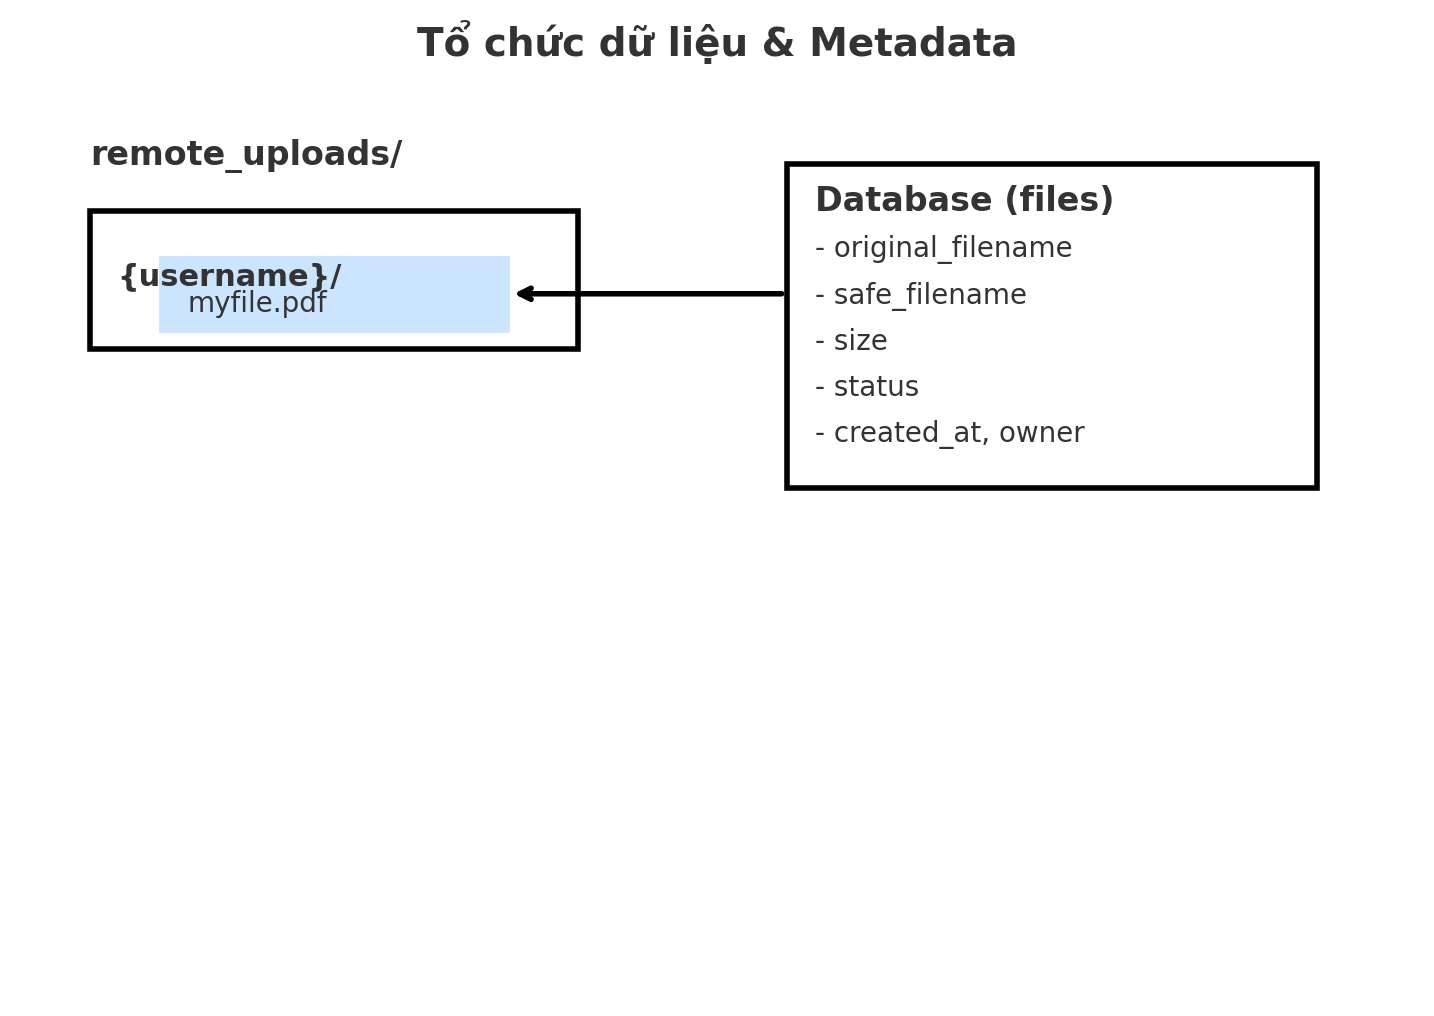 Tổ chức dữ liệu & Metadata
remote_uploads/
{username}/
myfile.pdf
Database (files)
- original_filename
- safe_filename
- size
- status
- created_at, owner